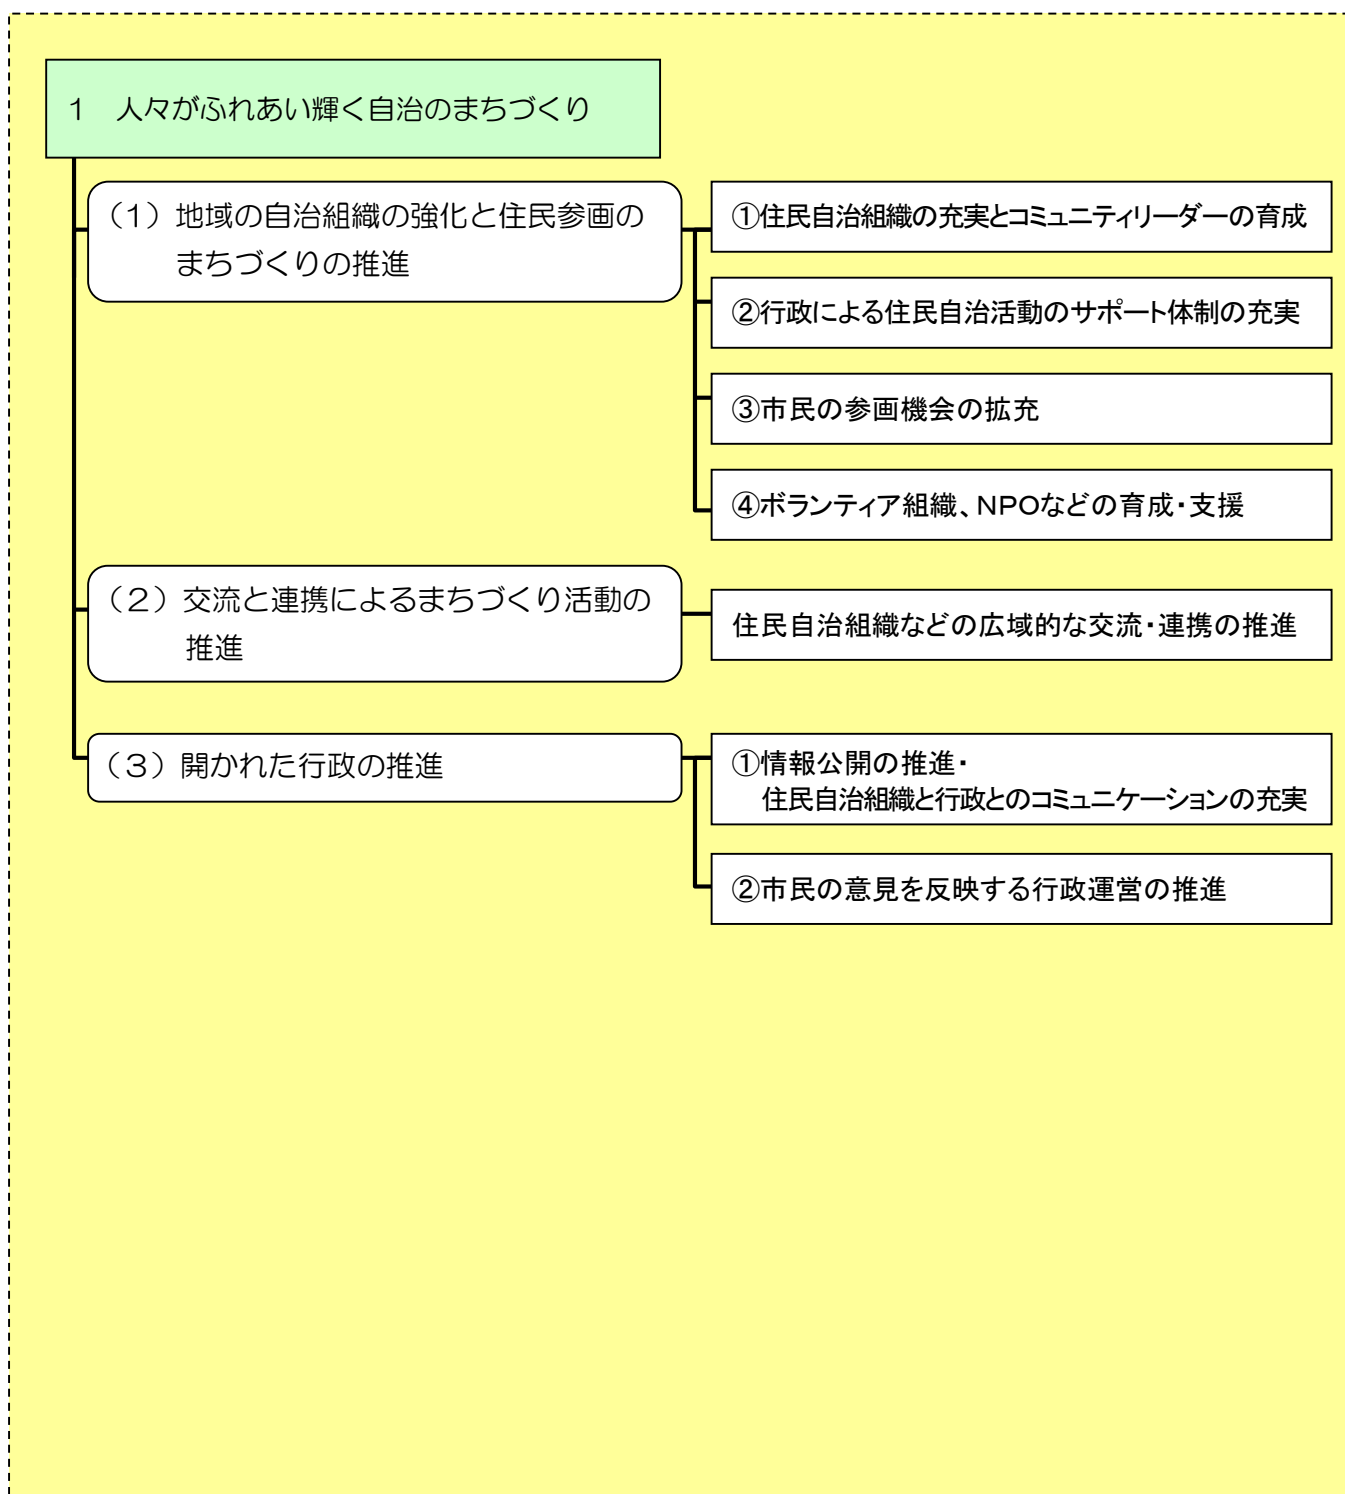 1　人々がふれあい輝く自治のまちづくり
（1）地域の自治組織の強化と住民参画の
まちづくりの推進
①住民自治組織の充実とコミュニティリーダーの育成
②行政による住民自治活動のサポート体制の充実
③市民の参画機会の拡充
④ボランティア組織、NPOなどの育成・支援
（2）交流と連携によるまちづくり活動の
推進
住民自治組織などの広域的な交流・連携の推進
（3）開かれた行政の推進
①情報公開の推進・
住民自治組織と行政とのコミュニケーションの充実
②市民の意見を反映する行政運営の推進